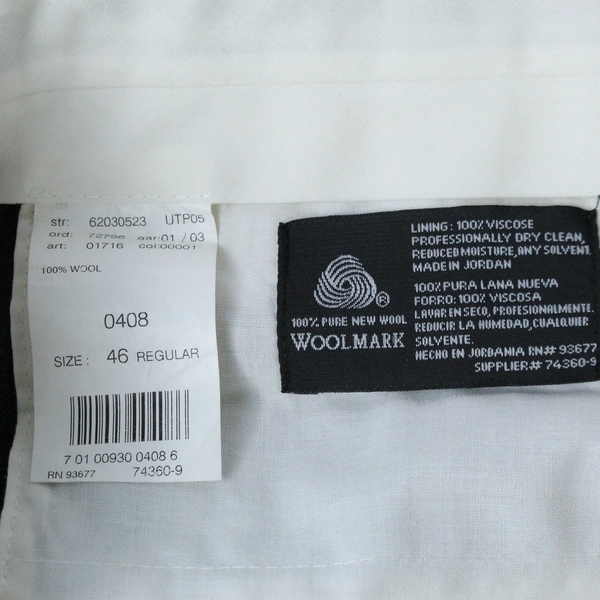 str: 62030523 UTP05
ord: 72796 gar:01 / 03
art: 01716 col:00001
100% WOOL
0408
SIZE : 46 REGULAR
7 01 00930 0408 6
RN 93677 74360-9
®
100% PURE NEW WOOL
WOOLMARK
LINING: 100% VISCOSE
PROFESSIONALLY DRY CLEAN,
REDUCED MOISTURE, ANY SOLVENT
MADE IN JORDAN
100% PURA LANA NUEVA
FORRO: 100% VISCOSA
LAVAR EN SECO, PROFESIONALMENTE.
REDUCIR LA HUMEDAD, CUALQUIER
SOLVENTE.
HECHO EN JORDANIA RN# 93677
SUPPLIER# 74360-9